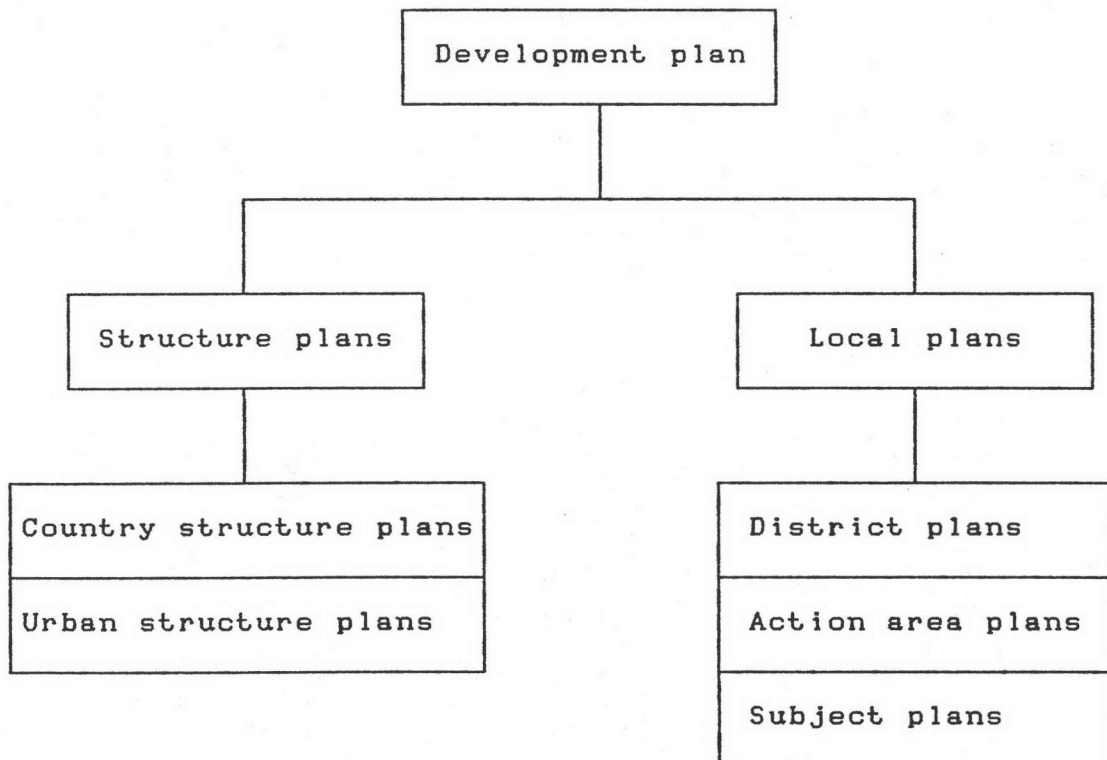 Development plan
Structure plans
Local plans
Country structure plans
Urban structure plans
District plans
Action area plans
Subject plans